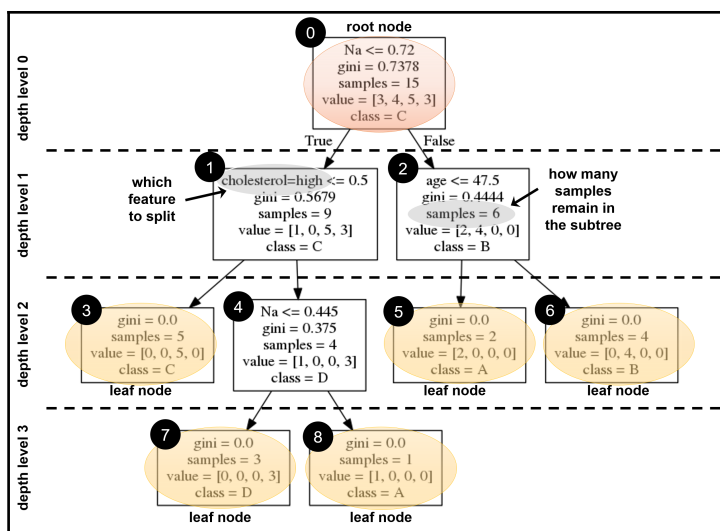 depth level 0
0
root node
Na <= 0.72
gini = 0.7378
samples = 15
value = [3, 4, 5, 3]
class = C
True
False
depth level 1
which
feature
to split
1
cholesterol=high <= 0.5
gini = 0.5679
samples = 9
value = [1, 0, 5, 3]
class = C
2
age <= 47.5
gini = 0.4444
samples = 6
value = [2, 4, 0, 0]
class = B
how many
samples
remain in
the subtree
depth level 2
3
gini = 0.0
samples = 5
value = [0, 0, 5, 0]
class = C
leaf node
4
Na <= 0.445
gini = 0.375
samples = 4
value = [1, 0, 0, 3]
class = D
5
gini = 0.0
samples = 2
value = [2, 0, 0, 0]
class = A
leaf node
6
gini = 0.0
samples = 4
value = [0, 4, 0, 0]
class = B
leaf node
depth level 3
7
gini = 0.0
samples = 3
value = [0, 0, 0, 3]
class = D
leaf node
8
gini = 0.0
samples = 1
value = [1, 0, 0, 0]
class = A
leaf node